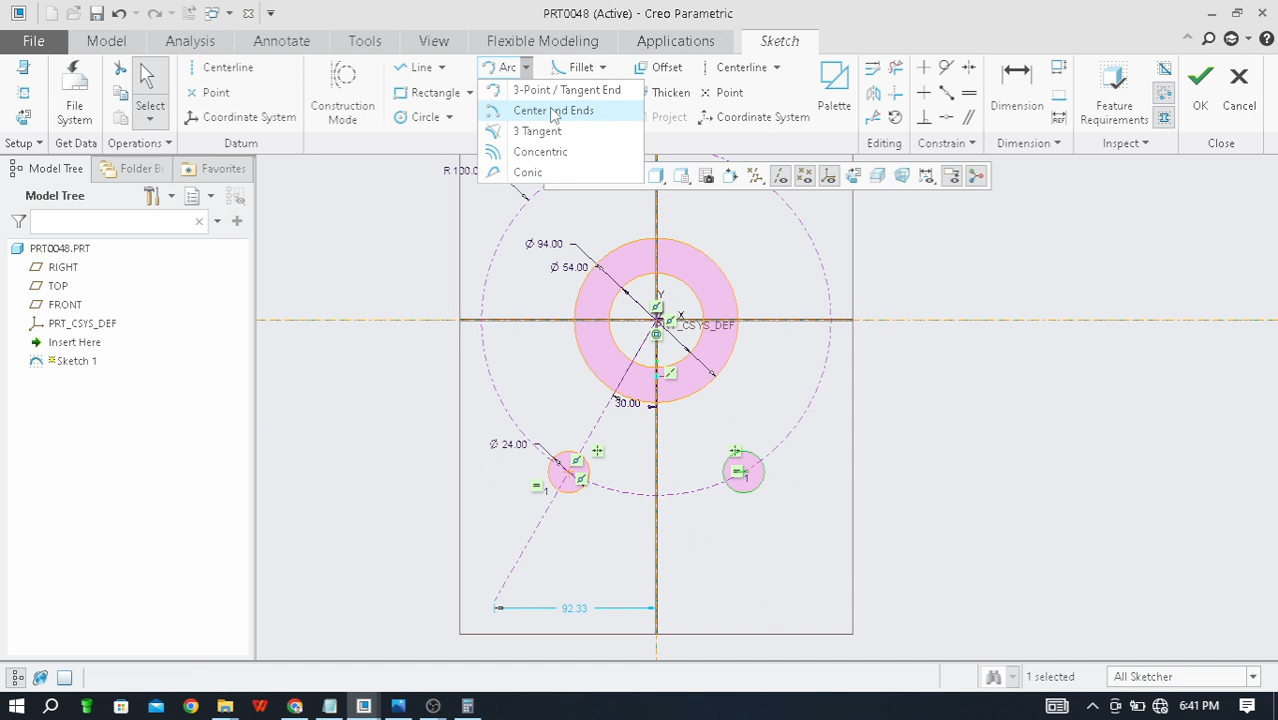 PRT0048 (Active) - Creo Parametric
File Model Analysis Annotate Tools View Flexible Modeling Applications Sketch
Centerline
Point
Coordinate System
File System
Select
Construction Mode
Line
Rectangle
Circle
Arc
Fillet
Offset
Thicken
Project
Centerline
Point
Coordinate System
Palette
Dimension
Feature Requirements
OK
Cancel
3-Point / Tangent End
Center and Ends
3 Tangent
Concentric
Conic
Setup Get Data Operations Datum Editing Constrain Dimension Inspect Close
Model Tree Folder B Favorites
Model Tree
PRT0048.PRT
RIGHT
TOP
FRONT
PRT_CSYS_DEF
Insert Here
Sketch 1
R 100.0
Ø 94.00
Ø 54.00
Y
X
PRT_CSYS_DEF
30.00
Ø 24.00
1
1
92.33
1 selected
All Sketcher
6:41 PM